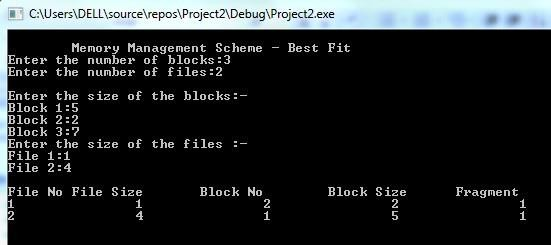 C:\Users\DELL\source\repos\Project2\Debug\Project2.exe
Memory Management Scheme - Best Fit
Enter the number of blocks:3
Enter the number of files:2
Enter the size of the blocks:-
Block 1:5
Block 2:2
Block 3:7
Enter the size of the files :-
File 1:1
File 2:4
File No File Size Block No Block Size Fragment
1 1 2 2 1
2 4 1 5 1